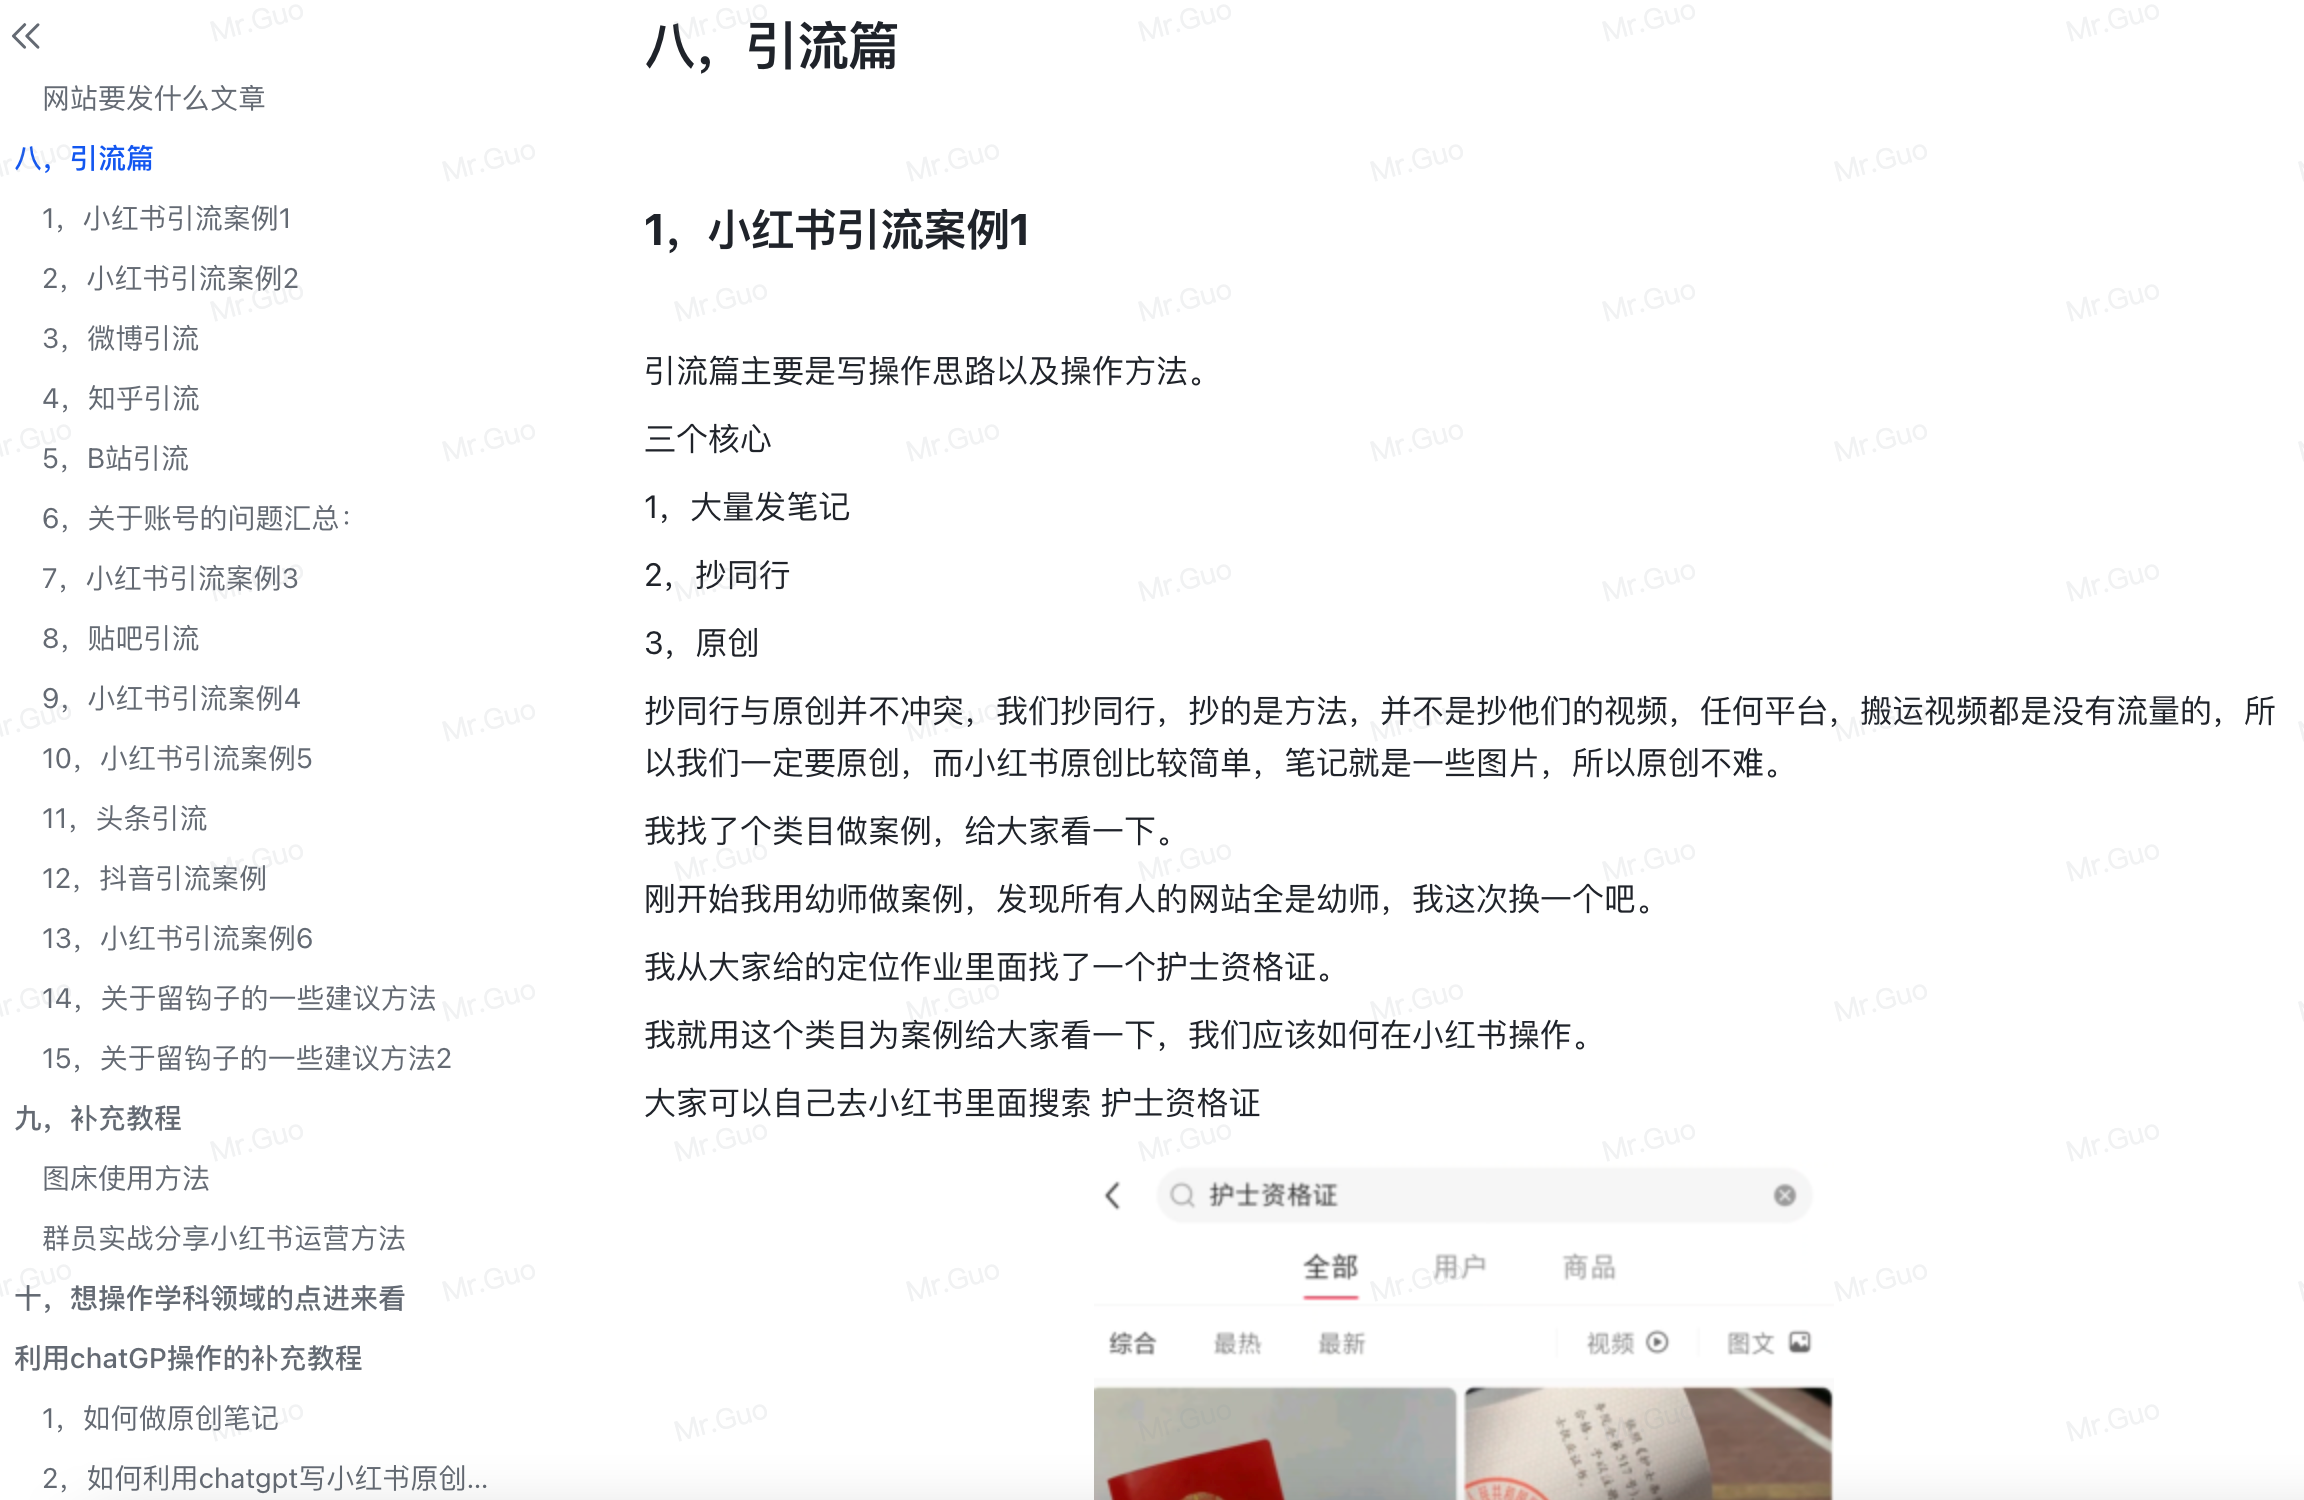 网站要发什么文章
八，引流篇
1，小红书引流案例1
2，小红书引流案例2
3，微博引流
4，知乎引流
5，B站引流
6，关于账号的问题汇总：
7，小红书引流案例3
8，贴吧引流
9，小红书引流案例4
10，小红书引流案例5
11，头条引流
12，抖音引流案例
13，小红书引流案例6
14，关于留钩子的一些建议方法
15，关于留钩子的一些建议方法2
九，补充教程
图床使用方法
群员实战分享小红书运营方法
十，想操作学科领域的点进来看
利用chatGP操作的补充教程
1，如何做原创笔记
2，如何利用chatgpt写小红书原创...
八，引流篇
1，小红书引流案例1
引流篇主要是写操作思路以及操作方法。
三个核心
1，大量发笔记
2，抄同行
3，原创
抄同行与原创并不冲突，我们抄同行，抄的是方法，并不是抄他们的视频，任何平台，搬运视频都是没有流量的，所
以我们一定要原创，而小红书原创比较简单，笔记就是一些图片，所以原创不难。
我找了个类目做案例，给大家看一下。
刚开始我用幼师做案例，发现所有人的网站全是幼师，我这次换一个吧。
我从大家给的定位作业里面找了一个护士资格证。
我就用这个类目为案例给大家看一下，我们应该如何在小红书操作。
大家可以自己去小红书里面搜索 护士资格证
护士资格证
全部 用户 商品
综合 最热 最新 视频 图文
Mr.Guo